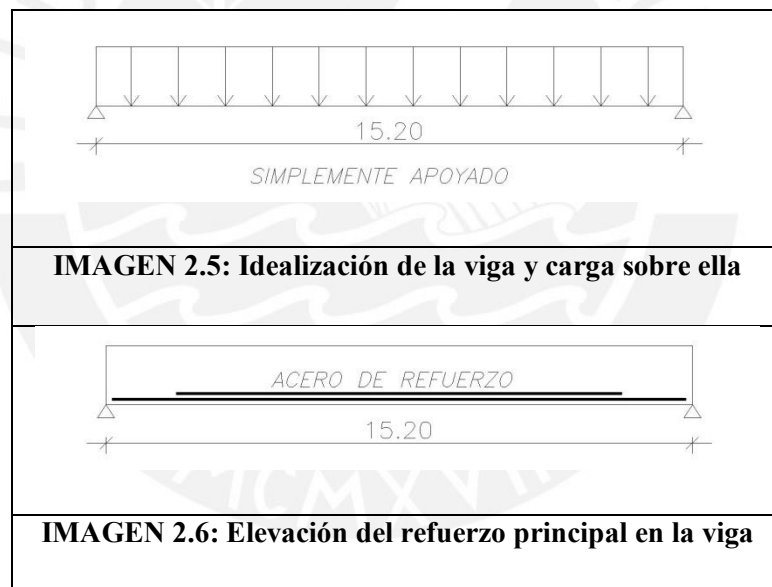 15.20
SIMPLEMENTE APOYADO
IMAGEN 2.5: Idealización de la viga y carga sobre ella
ACERO DE REFUERZO
15.20
MCMXVII
IMAGEN 2.6: Elevación del refuerzo principal en la viga